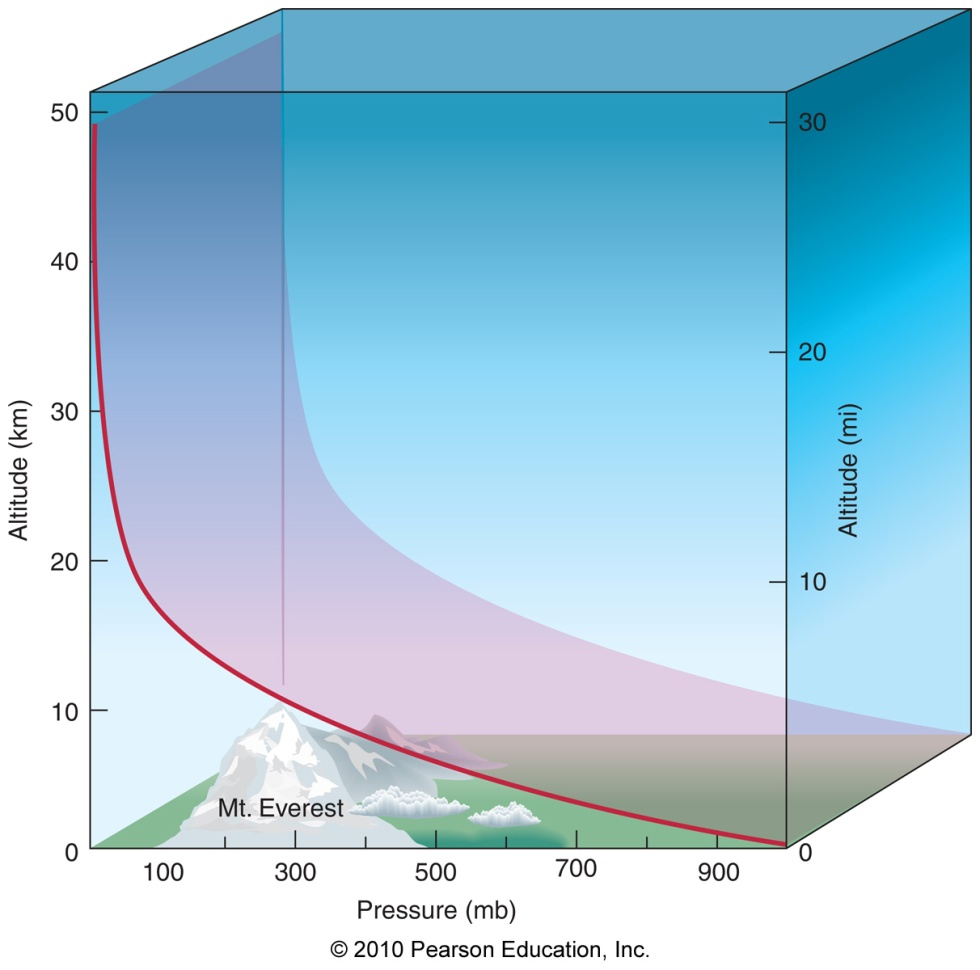 50
40
30
20
10
0
Altitude (km)
30
20
10
0
Altitude (mi)
Mt. Everest
100 300 500 700 900
Pressure (mb)
© 2010 Pearson Education, Inc.